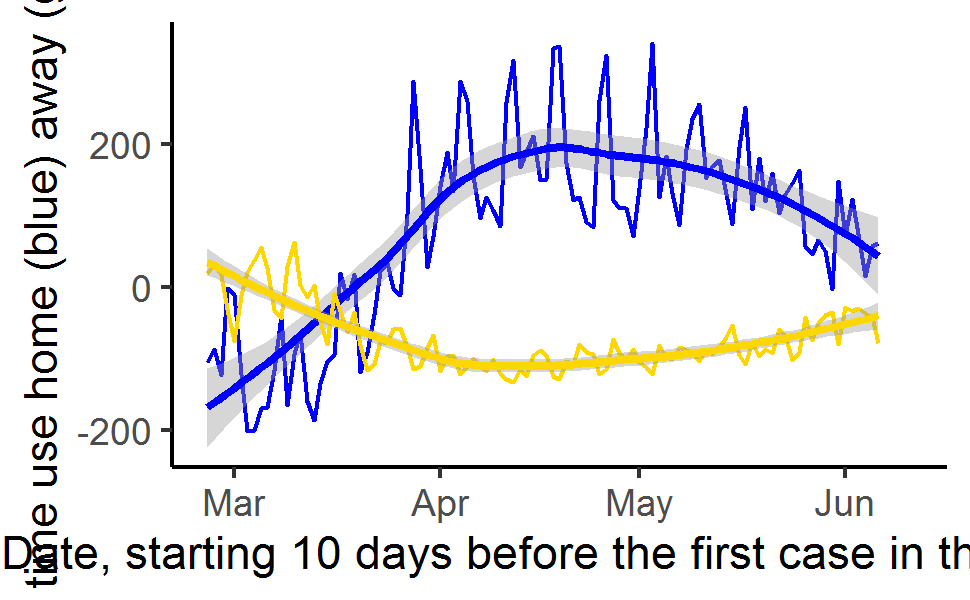 time use home (blue) away (g
200
0
-200
Mar Apr May Jun
Date, starting 10 days before the first case in th